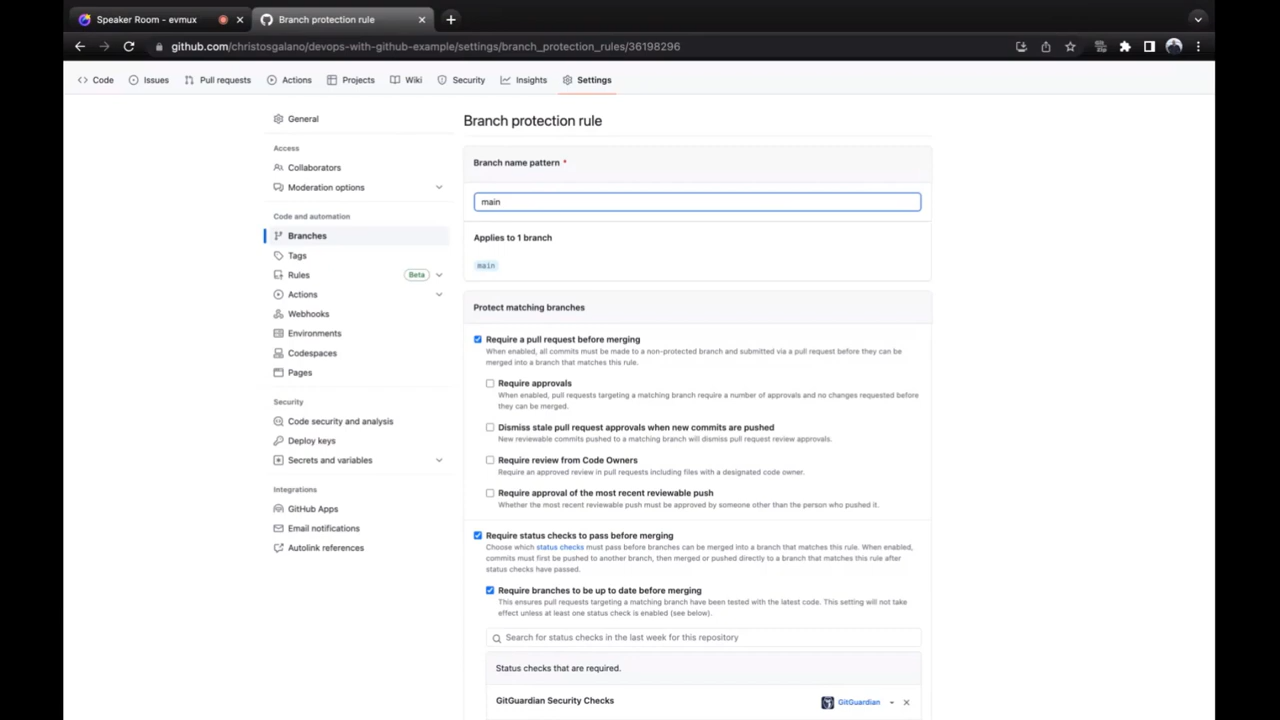 Speaker Room - evmux
Branch protection rule
github.com/christosgalano/devops-with-github-example/settings/branch_protection_rules/36198296
Code
Issues
Pull requests
Actions
Projects
Wiki
Security
Insights
Settings
General
Access
Collaborators
Moderation options
Code and automation
Branches
Tags
Rules
Beta
Actions
Webhooks
Environments
Codespaces
Pages
Security
Code security and analysis
Deploy keys
Secrets and variables
Integrations
GitHub Apps
Email notifications
Autolink references
Branch protection rule
Branch name pattern *
main
Applies to 1 branch
main
Protect matching branches
Require a pull request before merging
When enabled, all commits must be made to a non-protected branch and submitted via a pull request before they can be
merged into a branch that matches this rule.
Require approvals
When enabled, pull requests targeting a matching branch require a number of approvals and no changes requested before
they can be merged.
Dismiss stale pull request approvals when new commits are pushed
New reviewable commits pushed to a matching branch will dismiss pull request review approvals.
Require review from Code Owners
Require an approved review in pull requests including files with a designated code owner.
Require approval of the most recent reviewable push
Whether the most recent reviewable push must be approved by someone other than the person who pushed it.
Require status checks to pass before merging
Choose which status checks must pass before branches can be merged into a branch that matches this rule. When enabled,
commits must first be pushed to another branch, then merged or pushed directly to a branch that matches this rule after
status checks have passed.
Require branches to be up to date before merging
This ensures pull requests targeting a matching branch have been tested with the latest code. This setting will not take
effect unless at least one status check is enabled (see below).
Search for status checks in the last week for this repository
Status checks that are required.
GitGuardian Security Checks
GitGuardian